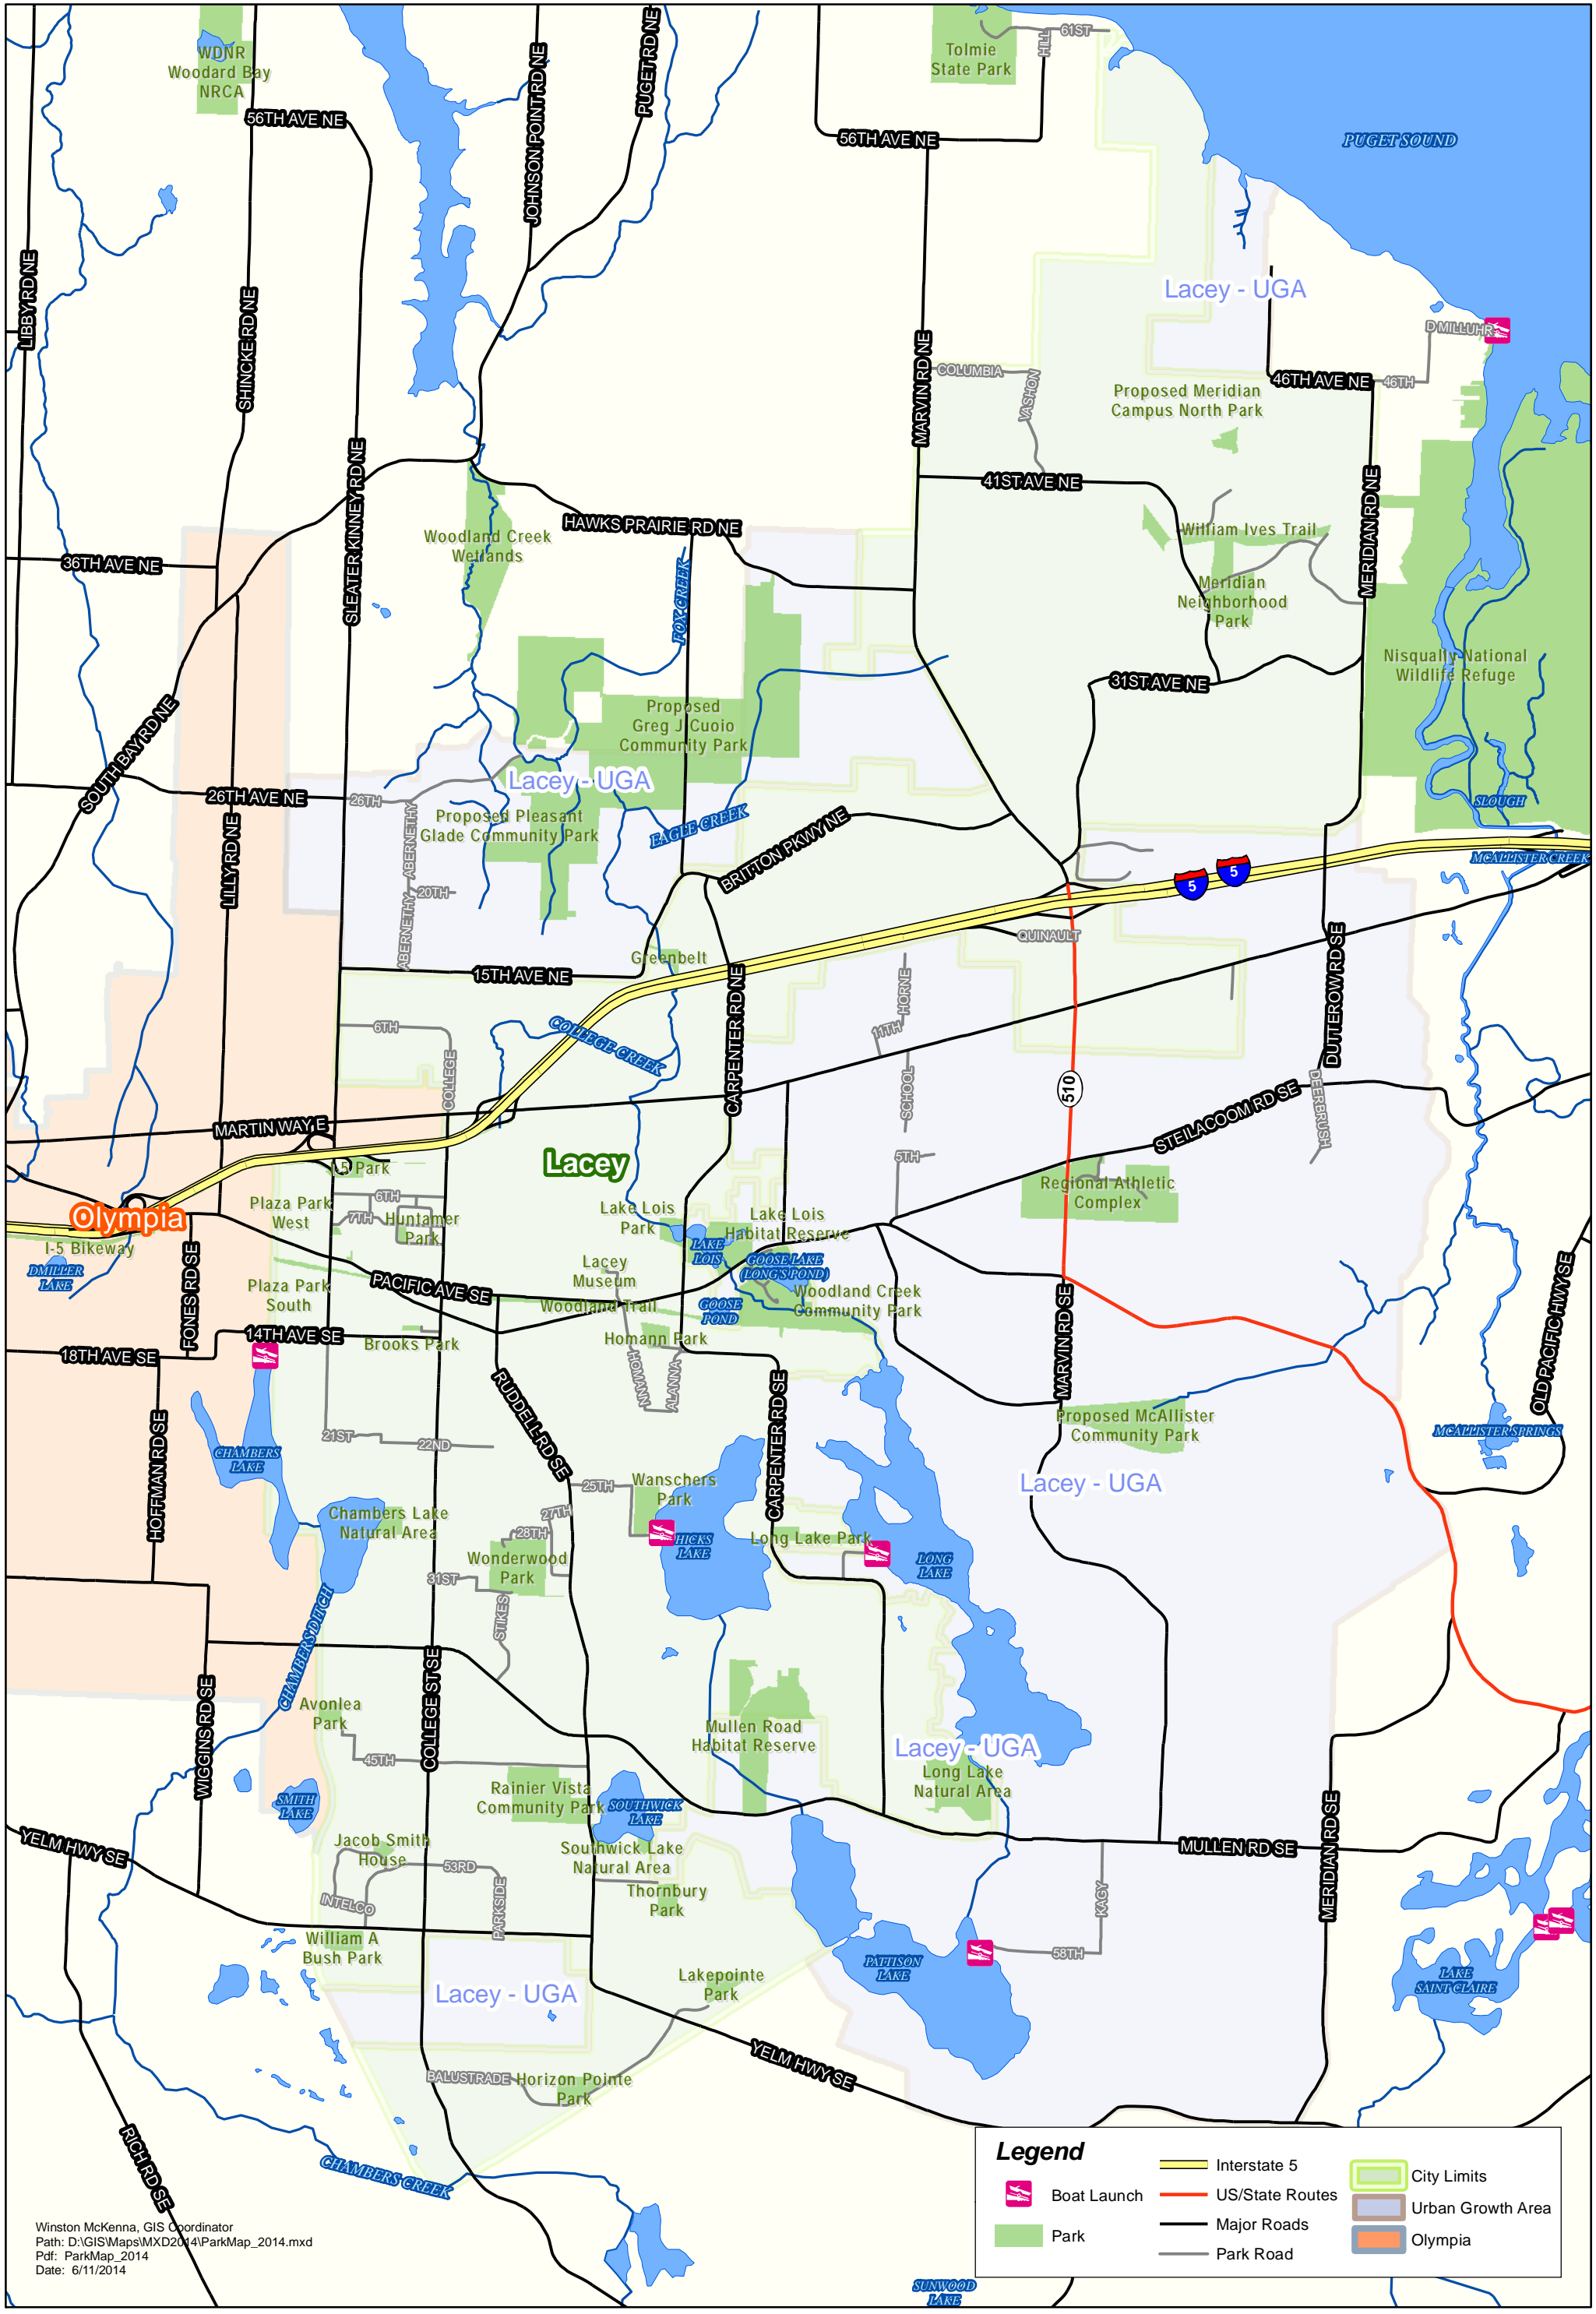 WDNR
Woodard Bay
NRCA
Tolmie
State Park
61ST
HILL
PUGET RD NE
JOHNSON POINT RD NE
56TH AVE NE
56TH AVE NE
PUGET SOUND
LIBBY RD NE
SHINCKE RD NE
Lacey - UGA
D MILLUHR
MARVIN RD NE
COLUMBIA
VASHON
46TH AVE NE
46TH
Proposed Meridian
Campus North Park
SLEATER KINNEY RD NE
41ST AVE NE
MERIDIAN RD NE
HAWKS PRAIRIE RD NE
Woodland Creek
Wetlands
William Ives Trail
36TH AVE NE
FOX CREEK
Meridian
Neighborhood
Park
Nisqually National
Wildlife Refuge
31ST AVE NE
SOUTH BAY RD NE
Proposed
Greg J Cuoio
Community Park
Lacey - UGA
26TH AVE NE
26TH
ABERNETHY
Proposed Pleasant
Glade Community Park
EAGLE CREEK
BRITTON PKWY NE
SLOUGH
MCALLISTER CREEK
LILLY RD NE
20TH
ABERNETHY
5
5
QUINAULT
Greenbelt
15TH AVE NE
CARPENTER RD NE
HORNE
11TH
DUTTEROW RD SE
6TH
COLLEGE CREEK
COLLEGE
SCHOOL
510
DEERBRUSH
STEILACOOM RD SE
MARTIN WAY E
Lacey
5TH
I-5 Park
Regional Athletic
Complex
6TH
Plaza Park
West
7TH
Huntamer
Park
Olympia
I-5 Bikeway
Lake Lois
Park
Lake Lois
Habitat Reserve
LAKE
LOIS
GOOSE LAKE
(LONG'S POND)
DMILLER
LAKE
FONES RD SE
Lacey
Museum
Woodland Trail
GOOSE
POND
Woodland Creek
Community Park
PACIFIC AVE SE
Plaza Park
South
14TH AVE SE
Brooks Park
Homann Park
18TH AVE SE
HOMANN
ALANNA
MARVIN RD SE
OLD PACIFIC HWY SE
RUDDELL RD SE
CARPENTER RD SE
Proposed McAllister
Community Park
MCALLISTER SPRINGS
HOFFMAN RD SE
CHAMBERS
LAKE
21ST
22ND
Lacey - UGA
25TH
Wanschers
Park
27TH
28TH
Chambers Lake
Natural Area
HICKS
LAKE
Long Lake Park
LONG
LAKE
Wonderwood
Park
31ST
STIKES
CHAMBERS DITCH
WIGGINS RD SE
COLLEGE ST SE
Avonlea
Park
Mullen Road
Habitat Reserve
Lacey - UGA
Long Lake
Natural Area
45TH
Rainier Vista
Community Park
SOUTHWICK
LAKE
SMITH
LAKE
YELM HWY SE
Jacob Smith
House
Southwick Lake
Natural Area
53RD
MULLEN RD SE
MERIDIAN RD SE
INTELCO
PARKSIDE
Thornbury
Park
KAGY
William A
Bush Park
58TH
PATTISON
LAKE
Lakepointe
Park
Lacey - UGA
LAKE
SAINT CLAIRE
YELM HWY SE
BALUSTRADE
Horizon Pointe
Park
RICH RD SE
CHAMBERS CREEK
SUNWOOD
LAKE
Legend
Boat Launch
Park
Interstate 5
US/State Routes
Major Roads
Park Road
City Limits
Urban Growth Area
Olympia
Winston McKenna, GIS Coordinator
Path: D:\GIS\Maps\MXD2014\ParkMap_2014.mxd
Pdf: ParkMap_2014
Date: 6/11/2014